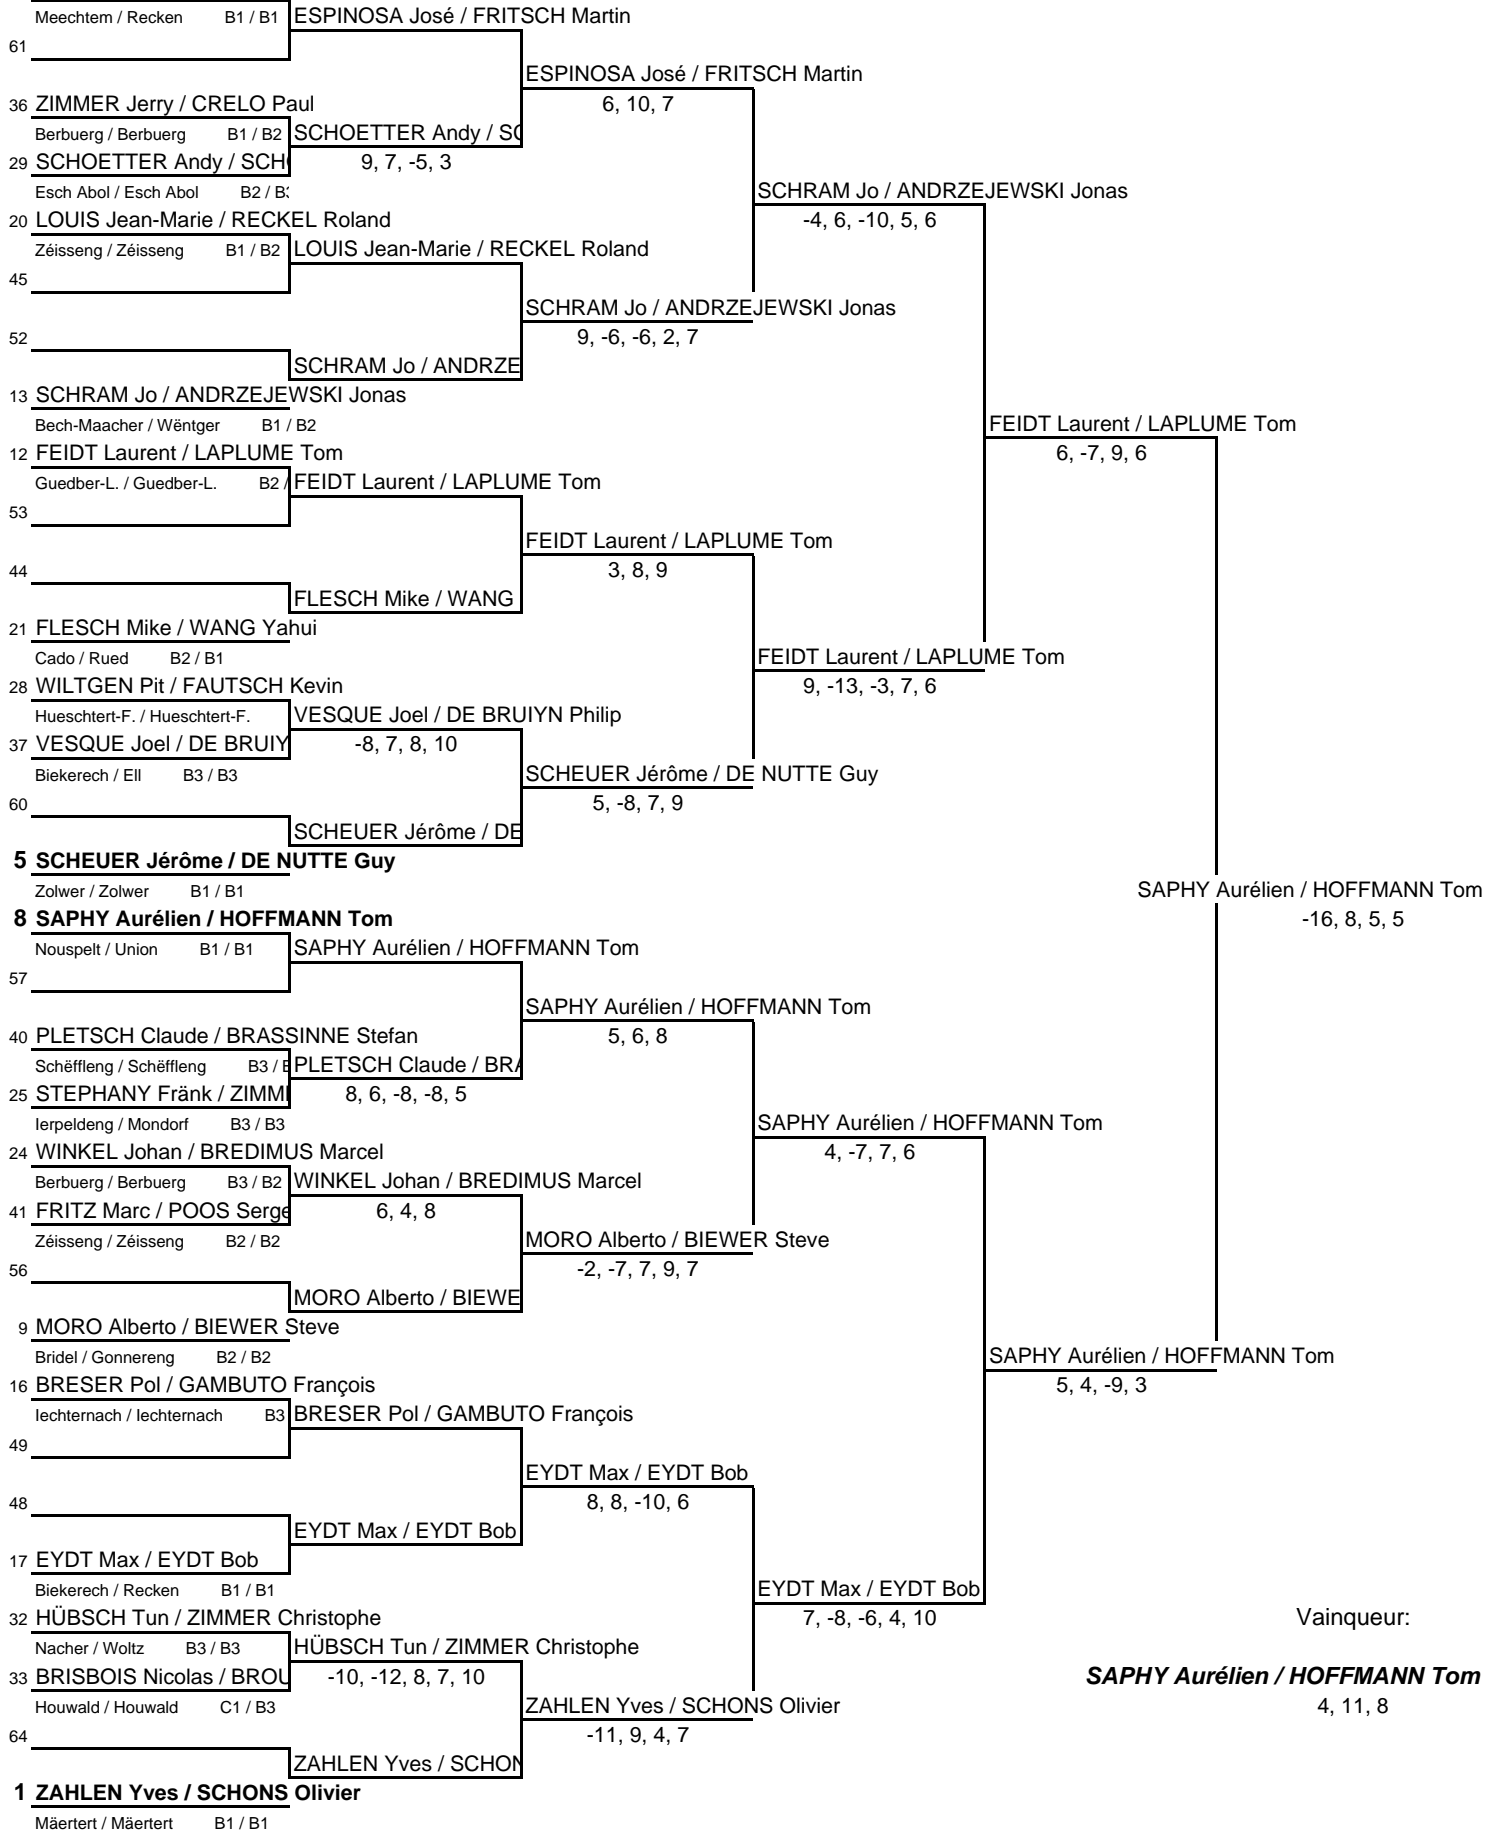 Meechtem / Recken B1 / B1 ESPINOSA José / FRITSCH Martin
61
ESPINOSA José / FRITSCH Martin
36 ZIMMER Jerry / CRELO Paul 6, 10, 7
Berbuerg / Berbuerg B1 / B2 SCHOETTER Andy / SC
29 SCHOETTER Andy / SCH 9, 7, -5, 3
Esch Abol / Esch Abol B2 / B3 SCHRAM Jo / ANDRZEJEWSKI Jonas
20 LOUIS Jean-Marie / RECKEL Roland -4, 6, -10, 5, 6
Zéisseng / Zéisseng B1 / B2 LOUIS Jean-Marie / RECKEL Roland
45
SCHRAM Jo / ANDRZEJEWSKI Jonas
52 9, -6, -6, 2, 7
SCHRAM Jo / ANDRZE
13 SCHRAM Jo / ANDRZEJEWSKI Jonas
Bech-Maacher / Wëntger B1 / B2 FEIDT Laurent / LAPLUME Tom
12 FEIDT Laurent / LAPLUME Tom 6, -7, 9, 6
Guedber-L. / Guedber-L. B2 / FEIDT Laurent / LAPLUME Tom
53
FEIDT Laurent / LAPLUME Tom
44 3, 8, 9
FLESCH Mike / WANG
21 FLESCH Mike / WANG Yahui
Cado / Rued B2 / B1 FEIDT Laurent / LAPLUME Tom
28 WILTGEN Pit / FAUTSCH Kevin 9, -13, -3, 7, 6
Hueschtert-F. / Hueschtert-F. VESQUE Joel / DE BRUIYN Philip
37 VESQUE Joel / DE BRUIY -8, 7, 8, 10
Biekerech / Ell B3 / B3 SCHEUER Jérôme / DE NUTTE Guy
60 5, -8, 7, 9
SCHEUER Jérôme / DE
5 SCHEUER Jérôme / DE NUTTE Guy
Zolwer / Zolwer B1 / B1 SAPHY Aurélien / HOFFMANN Tom
8 SAPHY Aurélien / HOFFMANN Tom -16, 8, 5, 5
Nouspelt / Union B1 / B1 SAPHY Aurélien / HOFFMANN Tom
57
SAPHY Aurélien / HOFFMANN Tom
40 PLETSCH Claude / BRASSINNE Stefan 5, 6, 8
Schëffleng / Schëffleng B3 / PLETSCH Claude / BRA
25 STEPHANY Fränk / ZIMM 8, 6, -8, -8, 5
Ierpeldeng / Mondorf B3 / B3 SAPHY Aurélien / HOFFMANN Tom
24 WINKEL Johan / BREDIMUS Marcel 4, -7, 7, 6
Berbuerg / Berbuerg B3 / B2 WINKEL Johan / BREDIMUS Marcel
41 FRITZ Marc / POOS Serge 6, 4, 8
Zéisseng / Zéisseng B2 / B2 MORO Alberto / BIEWER Steve
56 -2, -7, 7, 9, 7
MORO Alberto / BIEWE
9 MORO Alberto / BIEWER Steve
Bridel / Gonnereng B2 / B2 SAPHY Aurélien / HOFFMANN Tom
16 BRESER Pol / GAMBUTO François 5, 4, -9, 3
Iechternach / Iechternach B3 BRESER Pol / GAMBUTO François
49
EYDT Max / EYDT Bob
48 8, 8, -10, 6
EYDT Max / EYDT Bob
17 EYDT Max / EYDT Bob
Biekerech / Recken B1 / B1 EYDT Max / EYDT Bob
32 HÜBSCH Tun / ZIMMER Christophe 7, -8, -6, 4, 10 Vainqueur:
Nacher / Woltz B3 / B3 HÜBSCH Tun / ZIMMER Christophe
33 BRISBOIS Nicolas / BROU -10, -12, 8, 7, 10 SAPHY Aurélien / HOFFMANN Tom
Houwald / Houwald C1 / B3 ZAHLEN Yves / SCHONS Olivier 4, 11, 8
64 -11, 9, 4, 7
ZAHLEN Yves / SCHON
1 ZAHLEN Yves / SCHONS Olivier
Mäertert / Mäertert B1 / B1